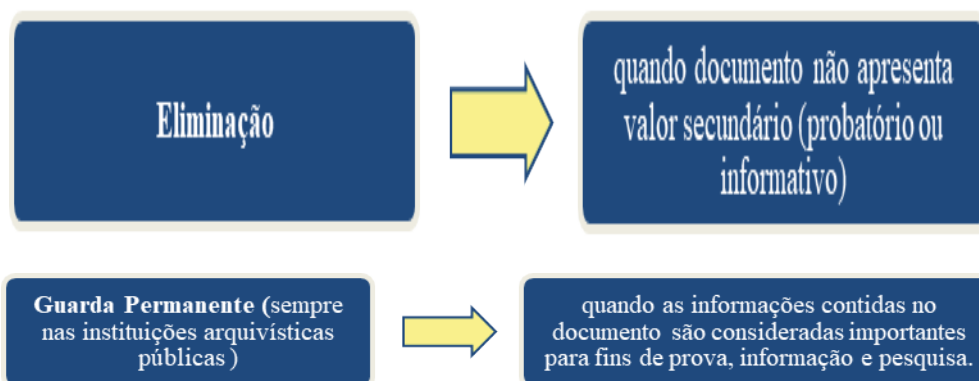 Eliminação
quando documento não apresenta
valor secundário (probatório ou
informativo)
Guarda Permanente (sempre
nas instituições arquivísticas
públicas )
quando as informações contidas no
documento são consideradas importantes
para fins de prova, informação e pesquisa.